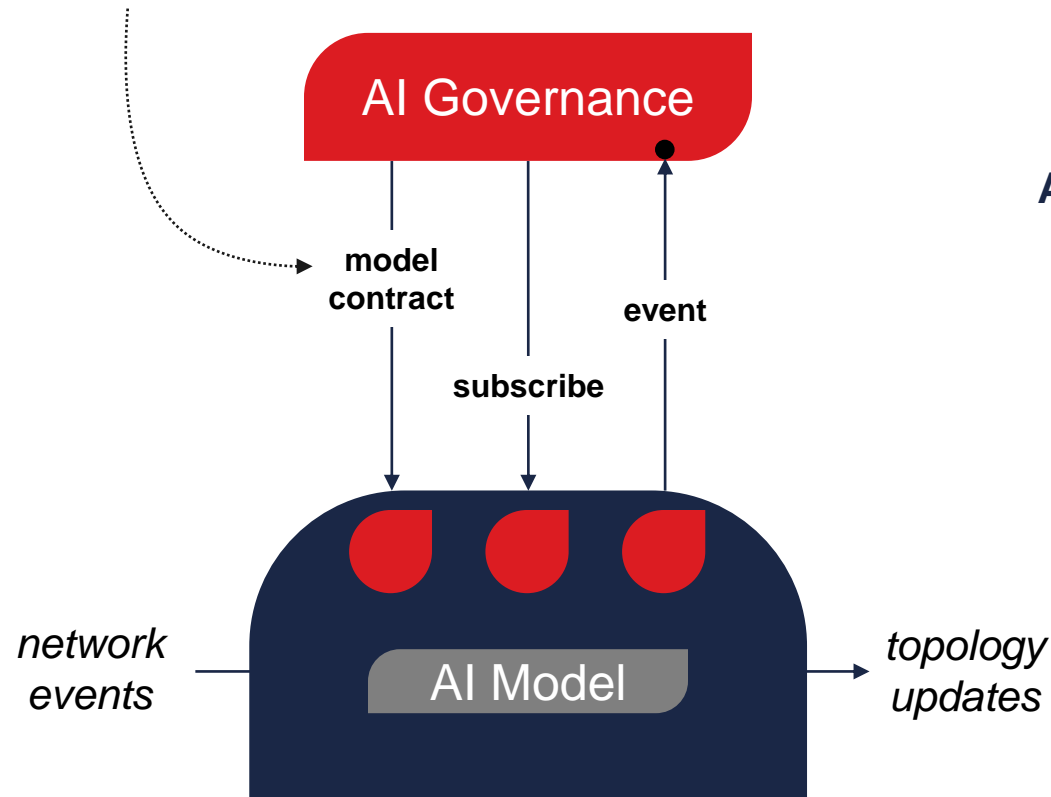 AI Governance
A
model
contract
event
subscribe
network
events
AI Model
topology
updates